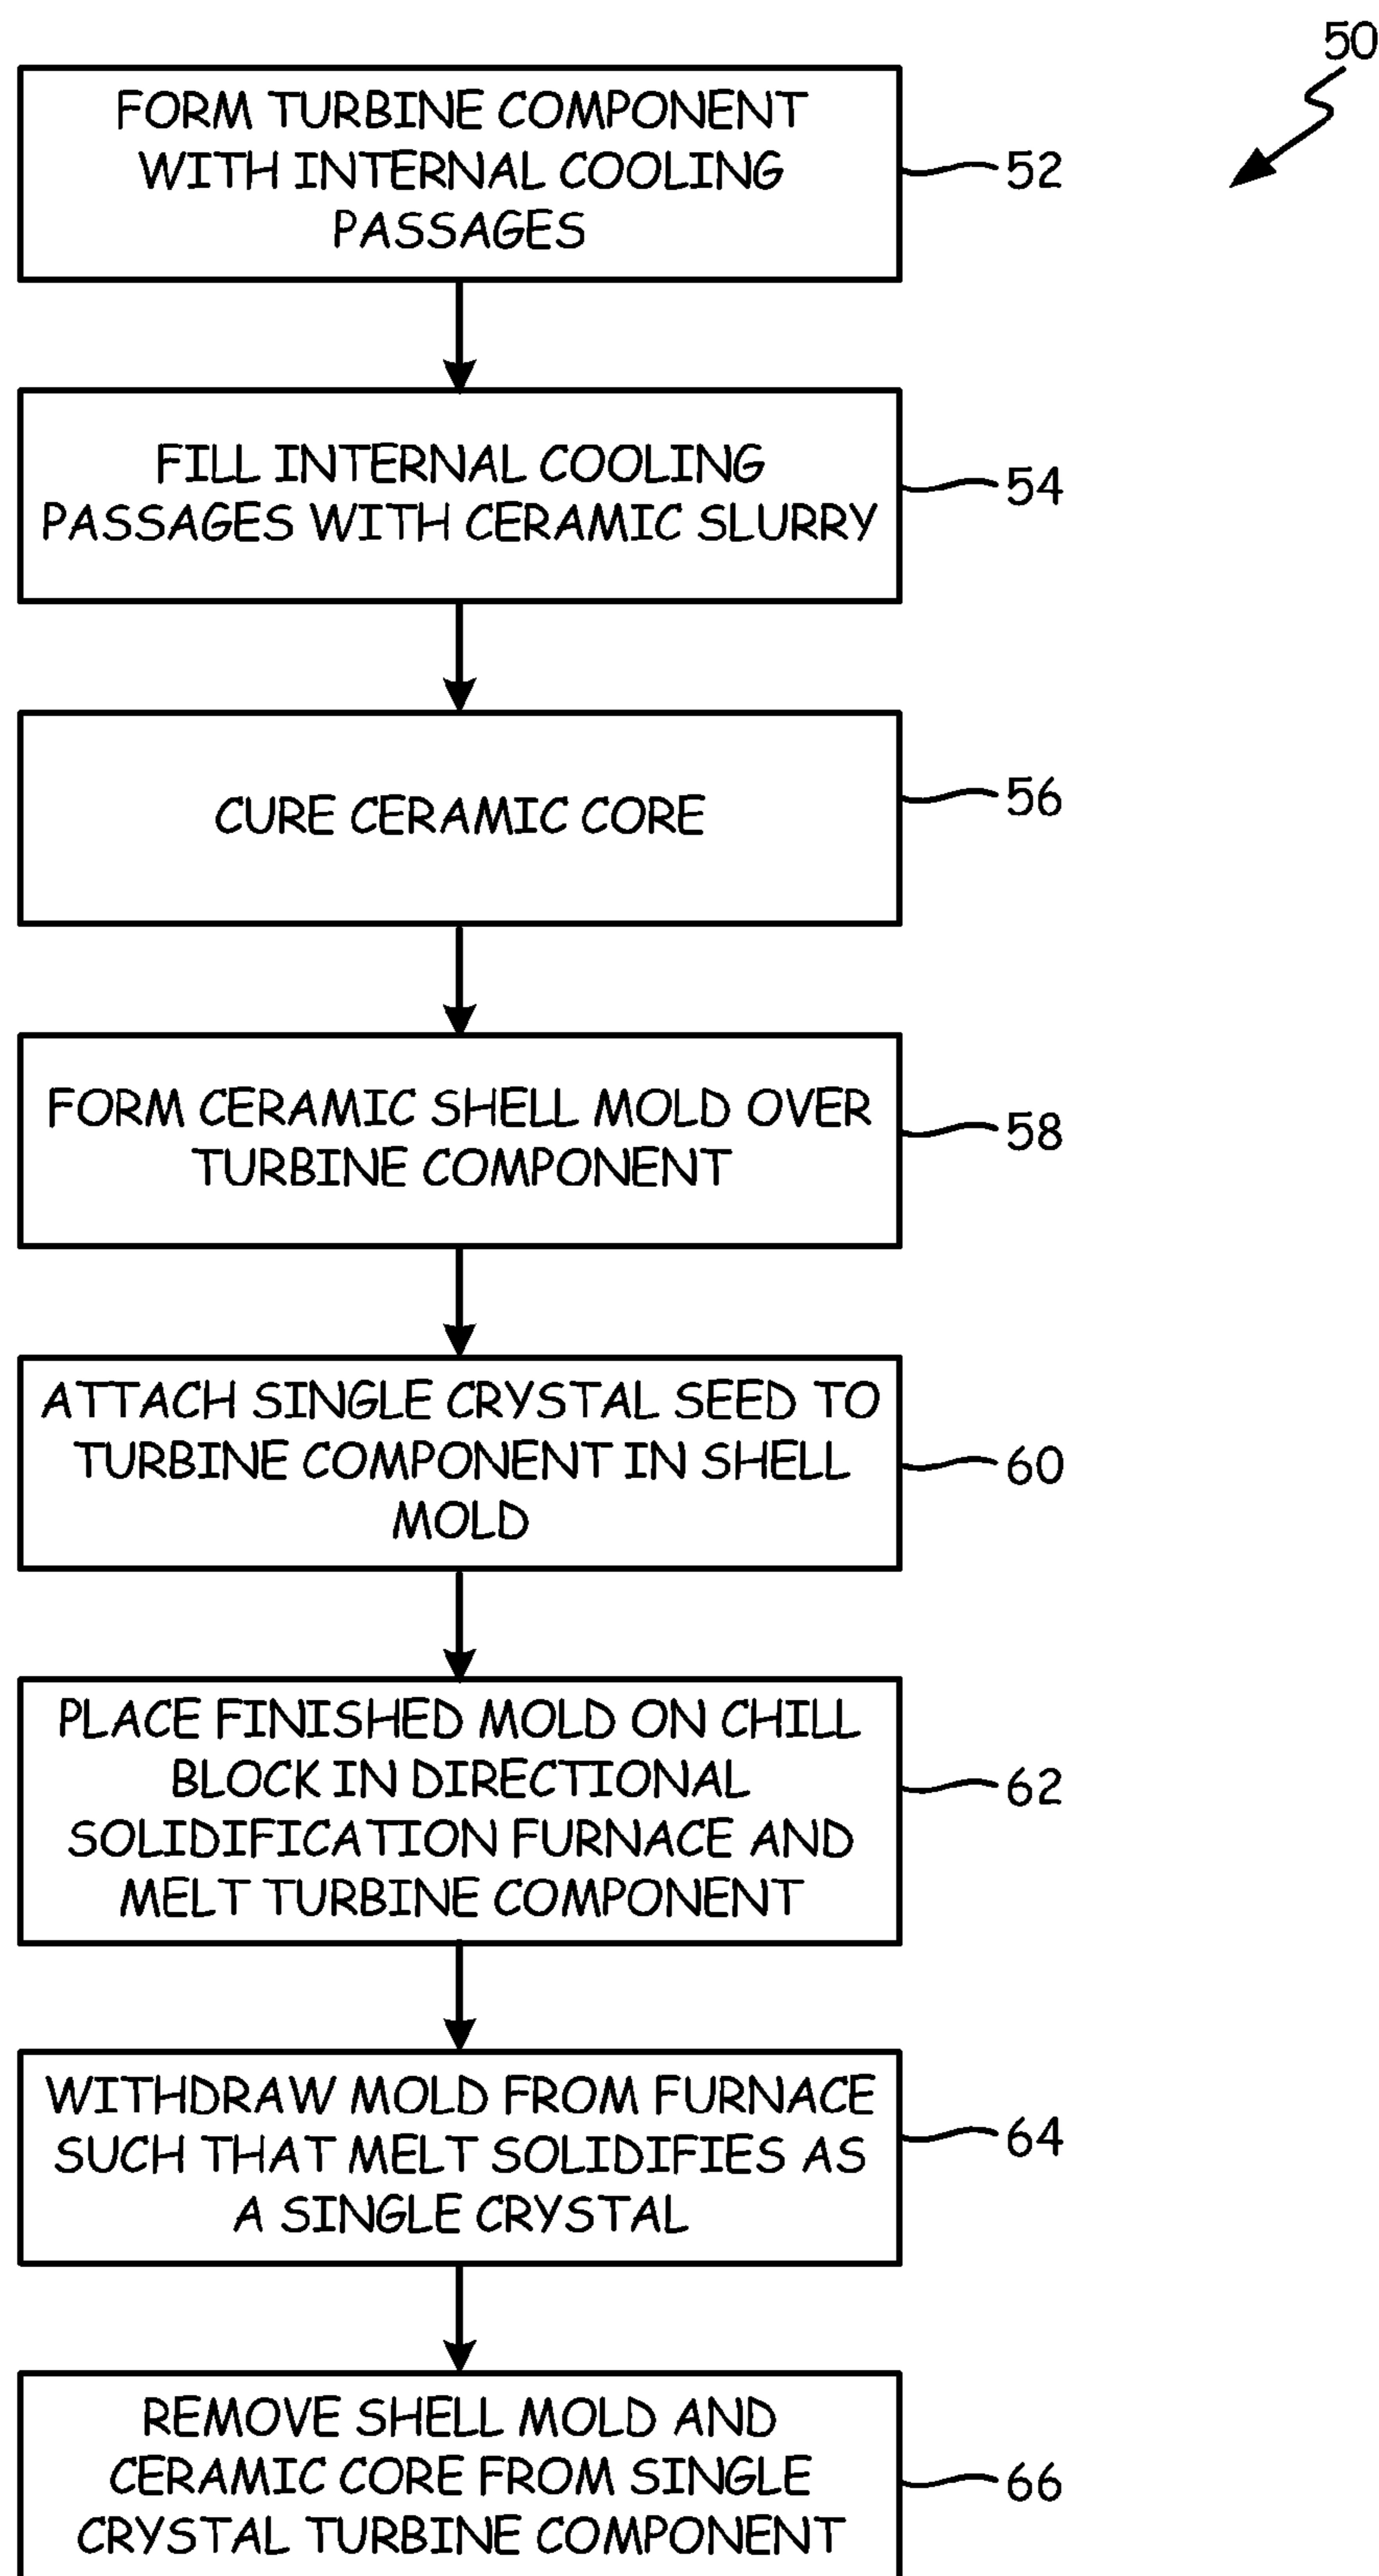 50
FORM TURBINE COMPONENT
WITH INTERNAL COOLING
PASSAGES
52
FILL INTERNAL COOLING
PASSAGES WITH CERAMIC SLURRY
54
CURE CERAMIC CORE
56
FORM CERAMIC SHELL MOLD OVER
TURBINE COMPONENT
58
ATTACH SINGLE CRYSTAL SEED TO
TURBINE COMPONENT IN SHELL
MOLD
60
PLACE FINISHED MOLD ON CHILL
BLOCK IN DIRECTIONAL
SOLIDIFICATION FURNACE AND
MELT TURBINE COMPONENT
62
WITHDRAW MOLD FROM FURNACE
SUCH THAT MELT SOLIDIFIES AS
A SINGLE CRYSTAL
64
REMOVE SHELL MOLD AND
CERAMIC CORE FROM SINGLE
CRYSTAL TURBINE COMPONENT
66